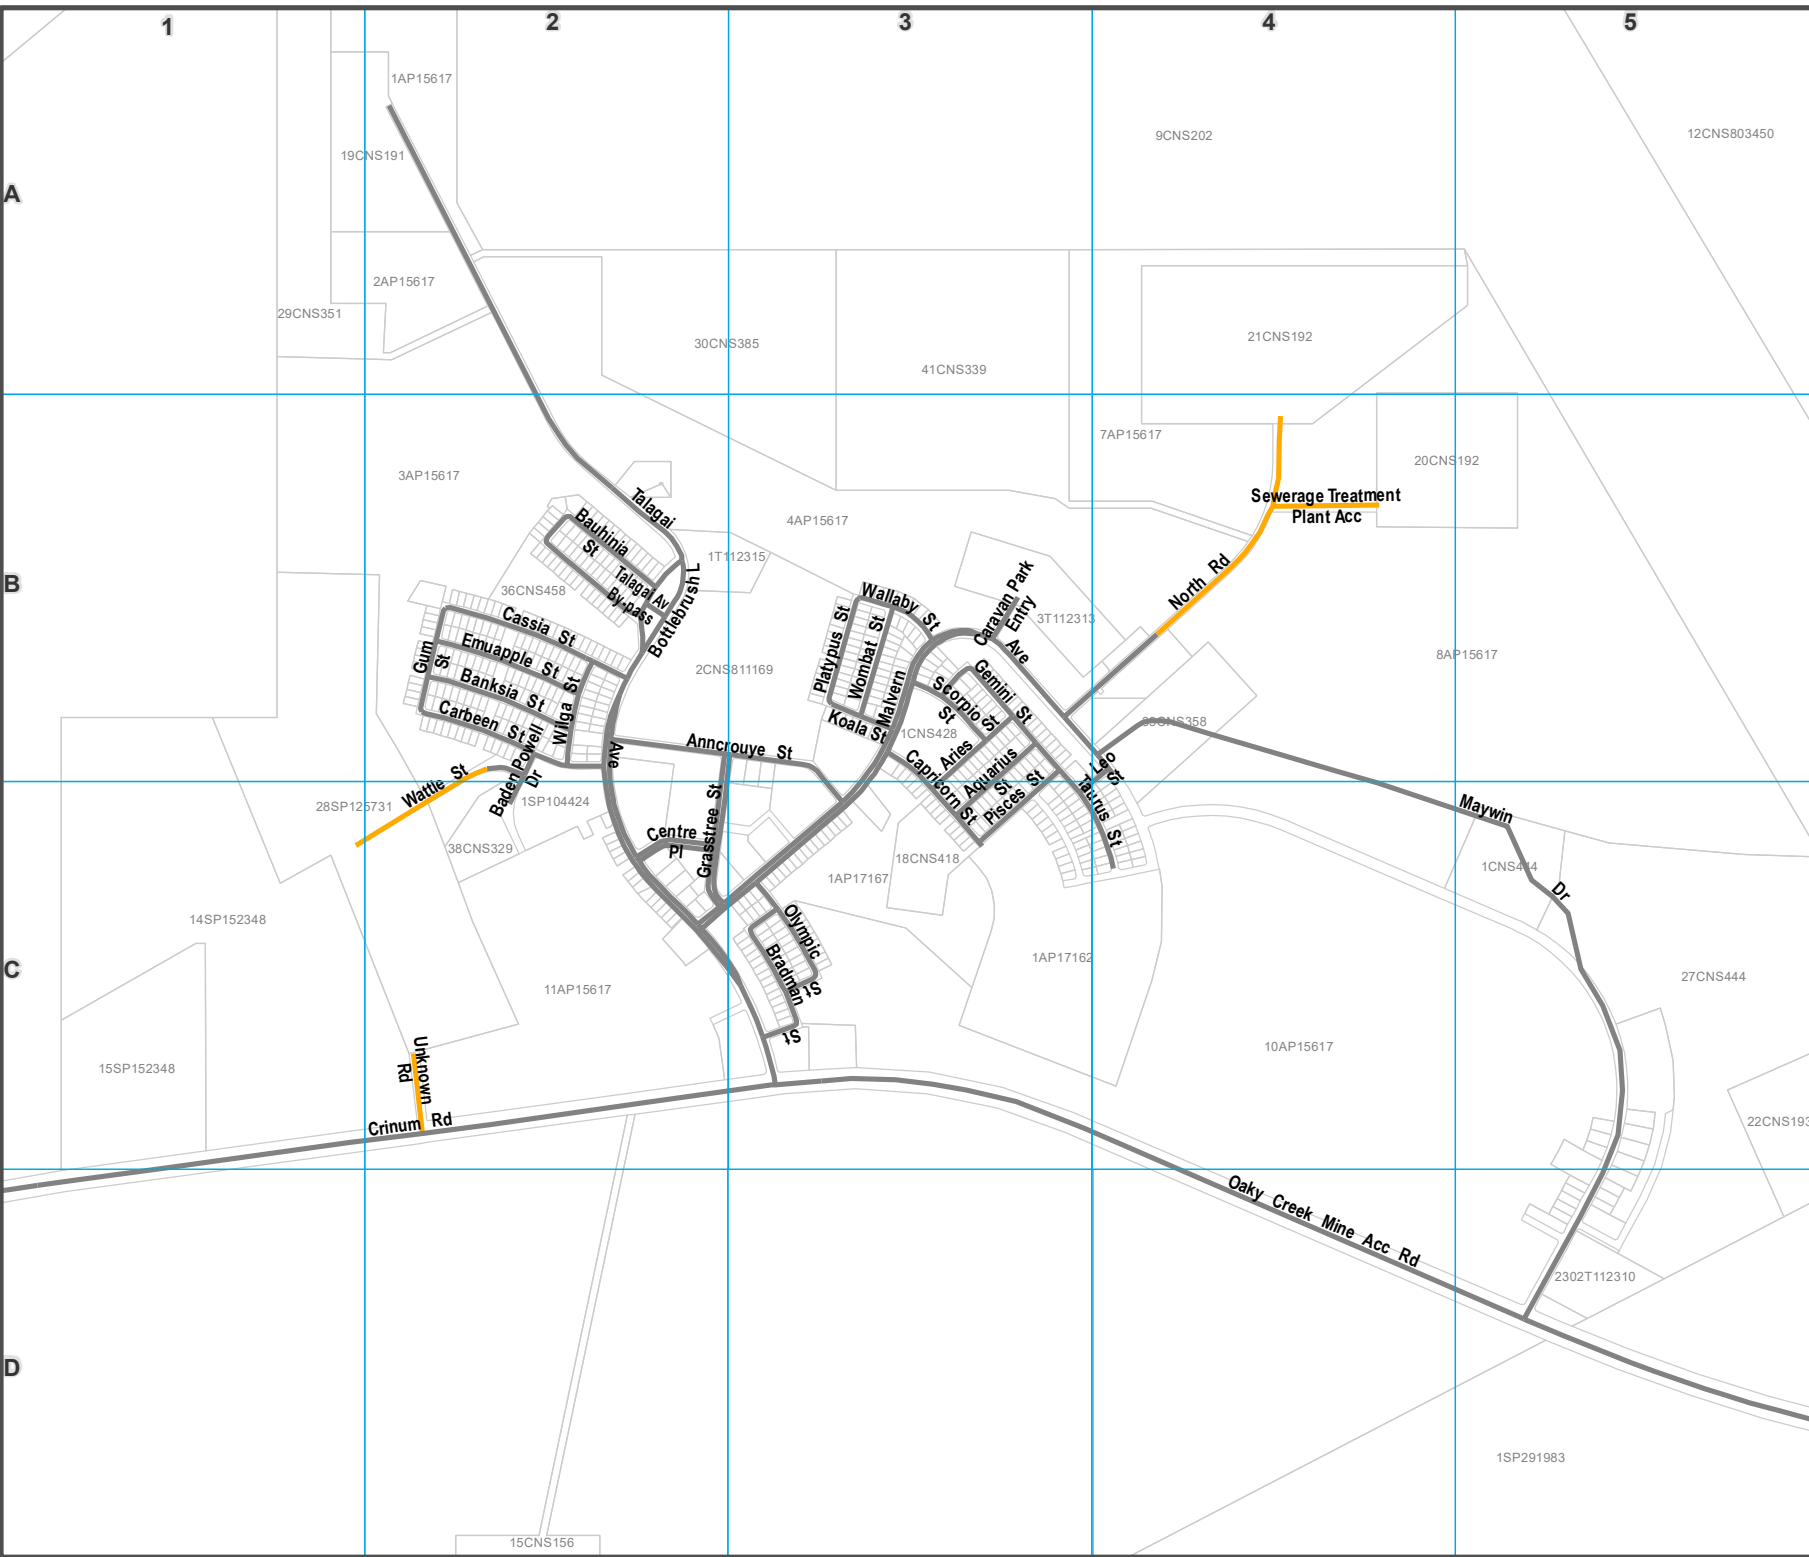 1
2
3
4
5
A
B
C
D
1AP15617
9CNS202
12CNS803450
19CNS191
2AP15617
29CNS351
30CNS385
41CNS339
21CNS192
3AP15617
4AP15617
7AP15617
20CNS192
Talagai
Sewerage Treatment
Plant Acc
Bauhinia
St
1T112315
Talagai Av
By-pass
Bottlebrush L
36CNS458
North Rd
Caravan Park
Entry
3T112313
Wallaby St
Platypus St
Wombat St
Koala St
Malvern
Ave
Cassia St
Emuapple St
Banksia St
Carbeen St
Gum
St
Wilga St
2CNS811169
8AP15617
Gemini St
Scorpio
St
1CNS428
Aries St
Aquarius
St
Pisces St
Capricorn St
Leo
St
Taurus St
39CNS358
Anncrouye St
Ave
Baden Powell
Dr
Wattle St
28SP125731
1SP104424
38CNS329
Centre
Pl
Grasstree St
Maywin
Dr
1CNS444
18CNS418
1AP17167
14SP152348
Olympic
St
Bradman
St
1AP17162
27CNS444
11AP15617
10AP15617
15SP152348
Unknown
Rd
Crinum Rd
22CNS193
Oaky Creek Mine Acc Rd
2302T112310
1SP291983
15CNS156